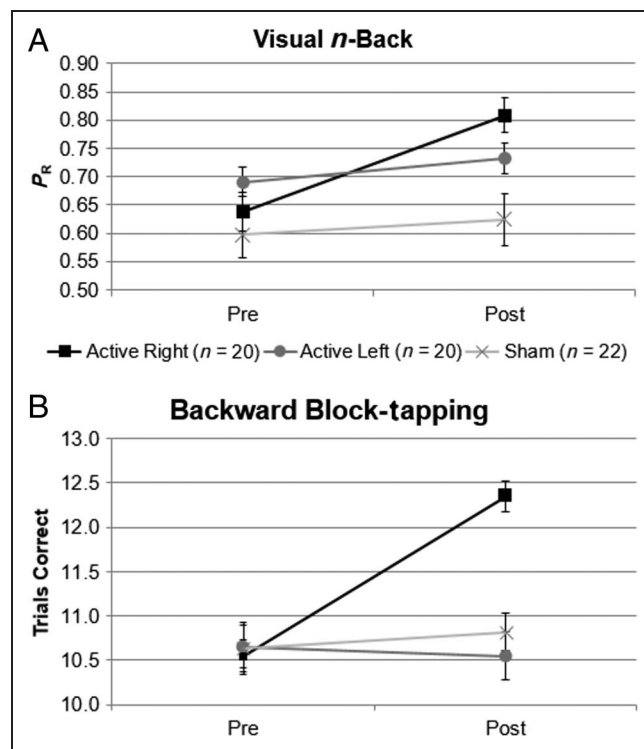 A
Visual n-Back
0.90
0.85
0.80
0.75
0.70
0.65
0.60
0.55
0.50
PR
Pre Post
Active Right (n = 20) Active Left (n = 20) Sham (n = 22)
B
Backward Block-tapping
13.0
12.5
12.0
11.5
11.0
10.5
10.0
Trials Correct
Pre Post